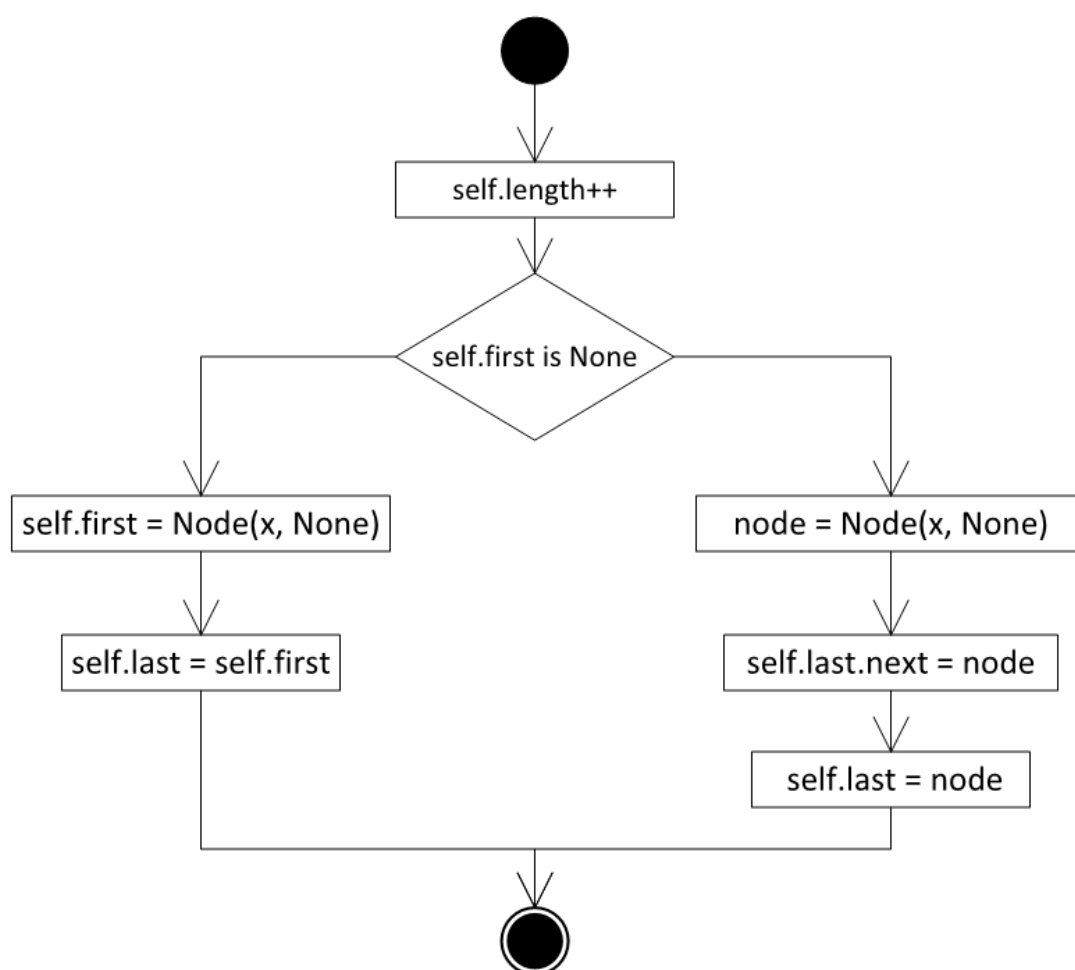 self.length++
self.first is None
self.first = Node(x, None)
node = Node(x, None)
self.last = self.first
self.last.next = node
self.last = node